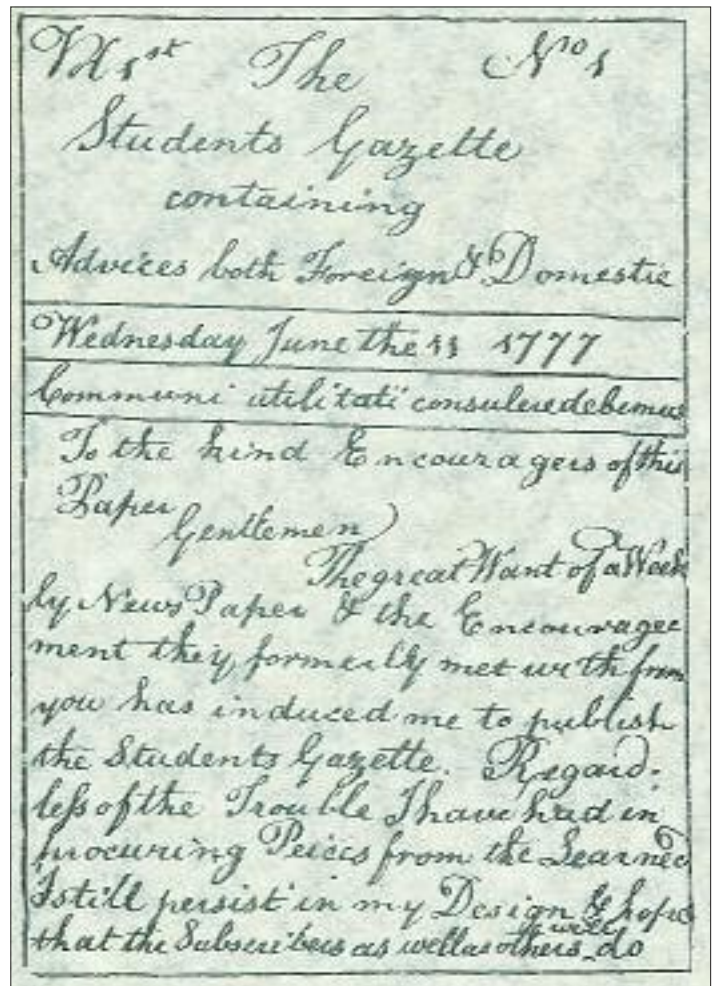 Vol 1st The No 1
Students Gazette
containing
Advices both Foreign & Domestic
Wednesday June the 11 1777
Communi utilitati consulere debemus
To the kind Encouragers of this
Paper
Gentlemen
The great Want of a Week
ly News Paper & the Encourage
ment they formerly met with from
you has induced me to publish
the Students Gazette. Regard-
less of the Trouble I have had in
procuring Peices from the Learned
I still persist in my Design & hope
that the Subscribers as well as others will do